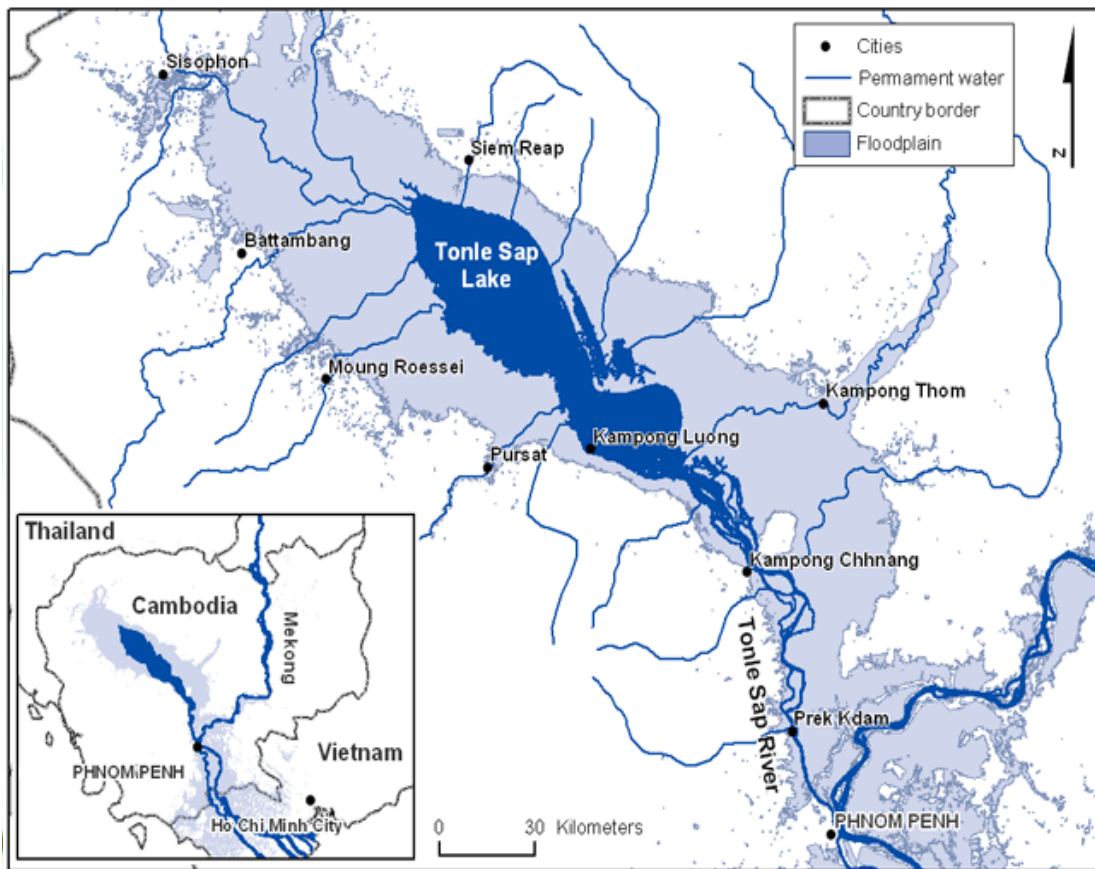 Cities
Permament water
Country border
Floodplain
N
Sisophon
Siem Reap
Battambang
Tonle Sap
Lake
Moung Roessei
Kampong Thom
Kampong Luong
Pursat
Kampong Chhnang
Tonle Sap River
Prek Kdam
PHNOM PENH
0 30 Kilometers
Thailand
Cambodia
Mekong
Vietnam
PHNOM PENH
Ho Chi Minh City